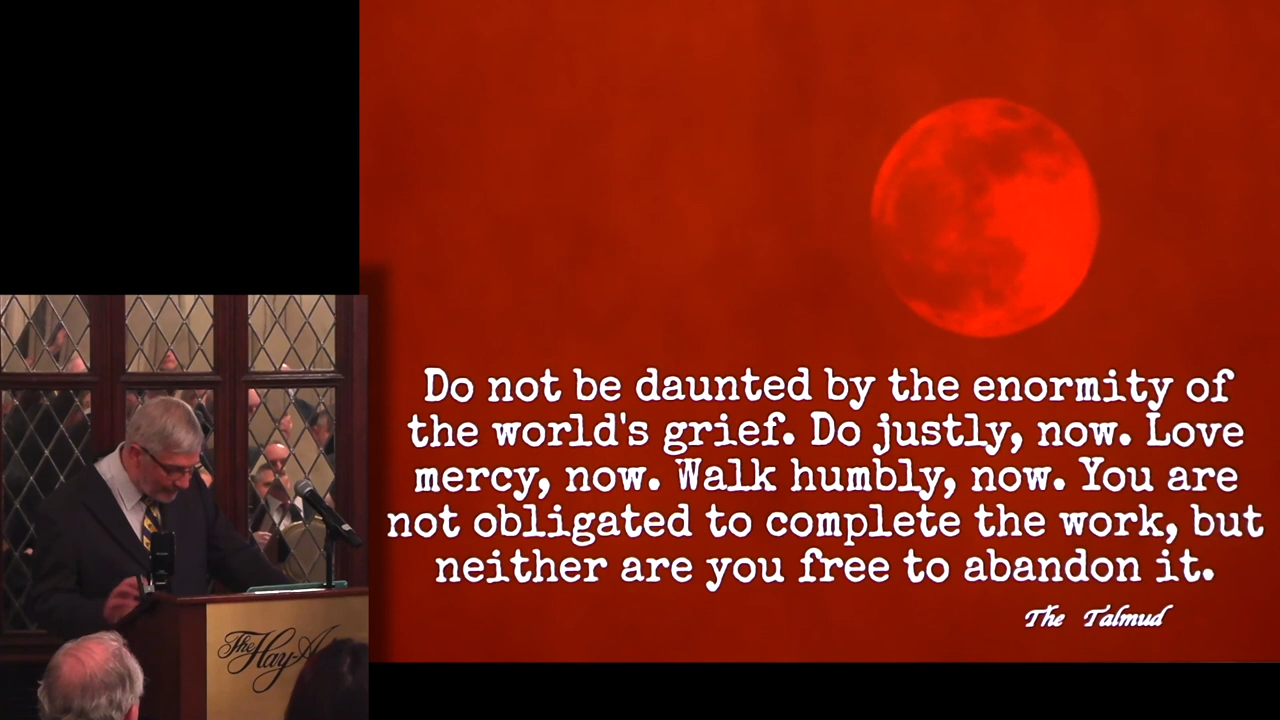 Do not be daunted by the enormity of
the world's grief. Do justly, now. Love
mercy, now. Walk humbly, now. You are
not obligated to complete the work, but
neither are you free to abandon it.
The Talmud
The Hay-A